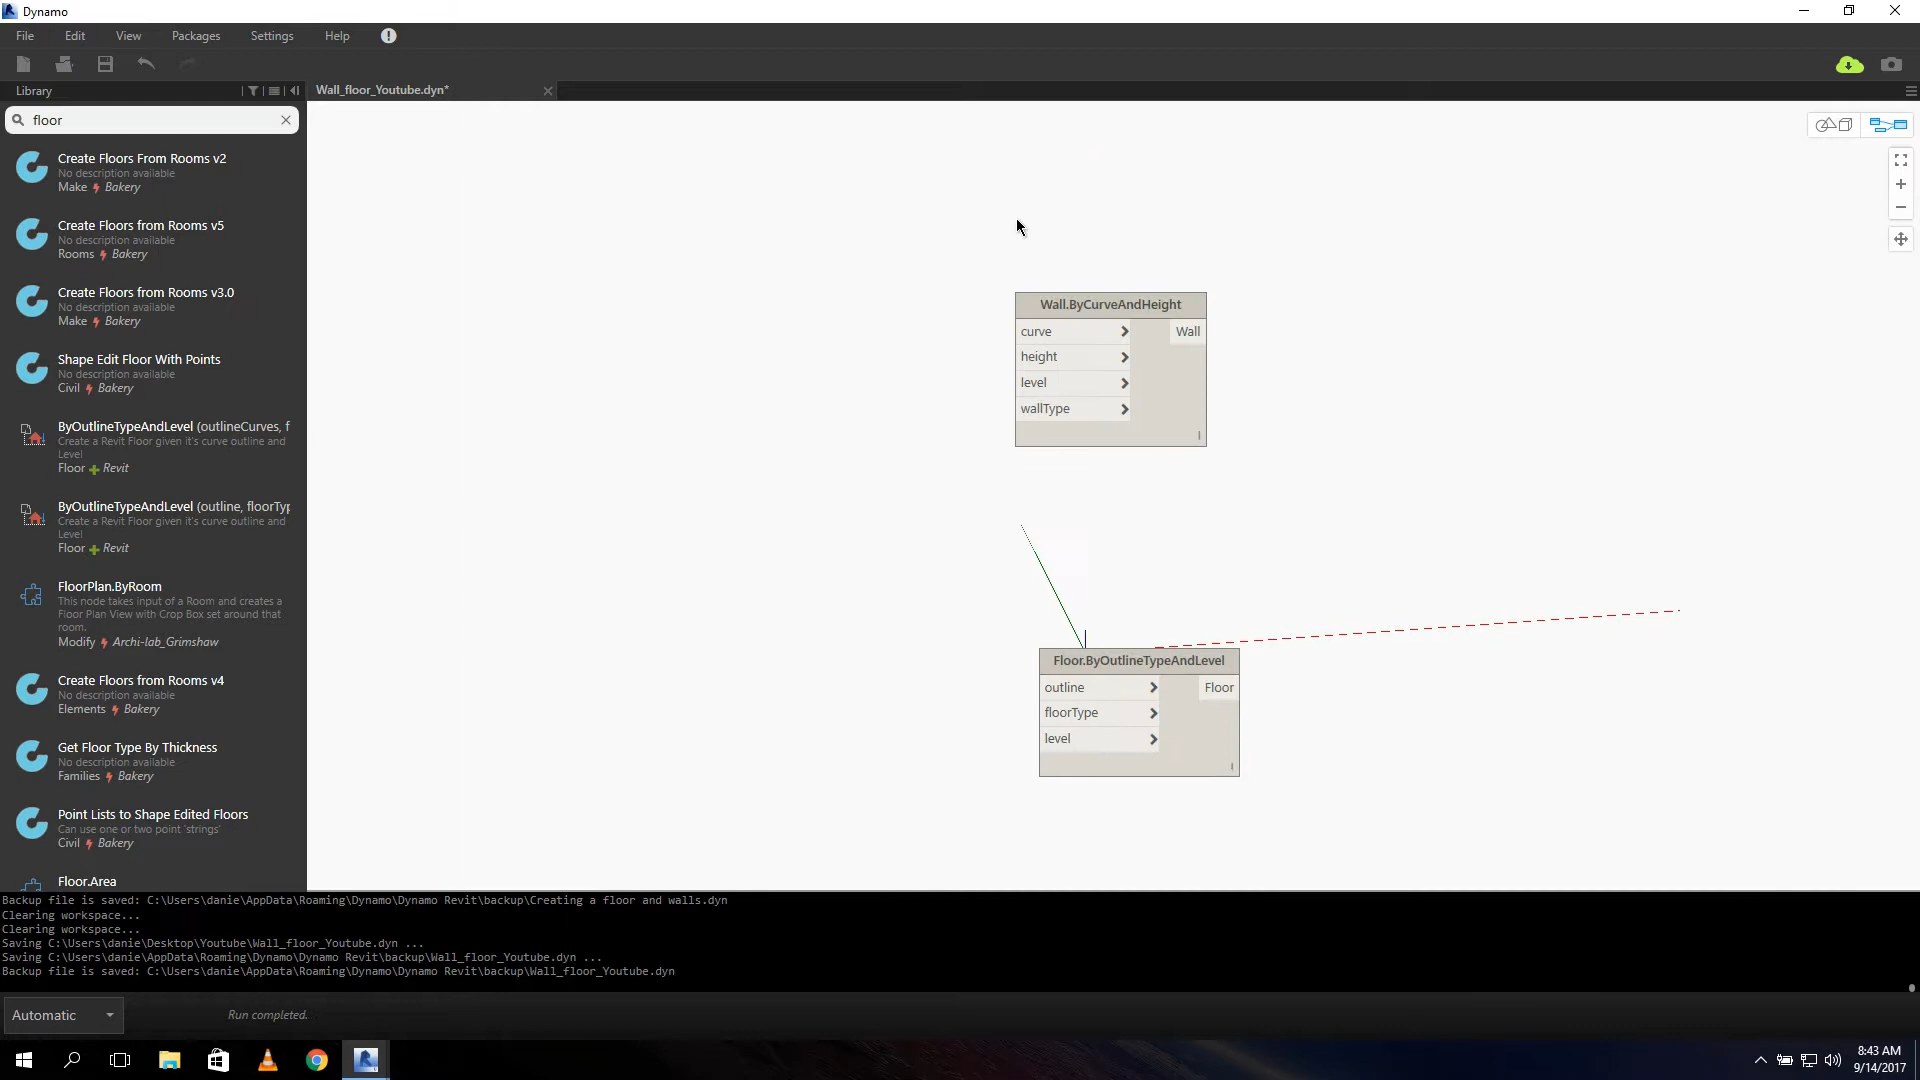 Dynamo
File Edit View Packages Settings Help
Library
Wall_floor_Youtube.dyn*
floor
Create Floors From Rooms v2
No description available
Make Bakery
Create Floors from Rooms v5
No description available
Rooms Bakery
Create Floors from Rooms v3.0
No description available
Make Bakery
Shape Edit Floor With Points
No description available
Civil Bakery
ByOutlineTypeAndLevel (outlineCurves, f
Create a Revit Floor given it's curve outline and
Level
Floor Revit
ByOutlineTypeAndLevel (outline, floorTyp
Create a Revit Floor given it's curve outline and
Level
Floor Revit
FloorPlan.ByRoom
This node takes input of a Room and creates a
Floor Plan View with Crop Box set around that
room.
Modify Archi-lab_Grimshaw
Create Floors from Rooms v4
No description available
Elements Bakery
Get Floor Type By Thickness
No description available
Families Bakery
Point Lists to Shape Edited Floors
Can use one or two point 'strings'
Civil Bakery
Floor.Area
Wall.ByCurveAndHeight
curve Wall
height
level
wallType
Floor.ByOutlineTypeAndLevel
outline Floor
floorType
level
Backup file is saved: C:\Users\danie\AppData\Roaming\Dynamo\Dynamo Revit\backup\Creating a floor and walls.dyn
Clearing workspace...
Clearing workspace...
Saving C:\Users\danie\Desktop\Youtube\Wall_floor_Youtube.dyn ...
Saving C:\Users\danie\AppData\Roaming\Dynamo\Dynamo Revit\backup\Wall_floor_Youtube.dyn ...
Backup file is saved: C:\Users\danie\AppData\Roaming\Dynamo\Dynamo Revit\backup\Wall_floor_Youtube.dyn
Automatic
Run completed.
8:43 AM
9/14/2017